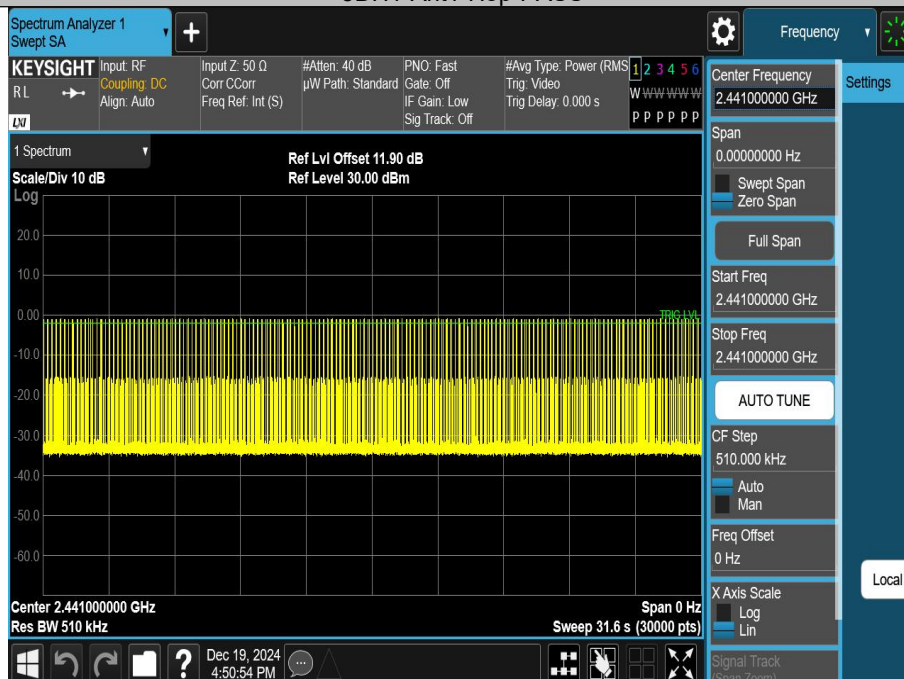 Spectrum Analyzer 1
Swept SA
Frequency
KEYSIGHT
R L
LXI
Input: RF
Coupling: DC
Align: Auto
Input Z: 50 Ω
Corr CCorr
Freq Ref: Int (S)
#Atten: 40 dB
µW Path: Standard
PNO: Fast
Gate: Off
IF Gain: Low
Sig Track: Off
#Avg Type: Power (RMS
Trig: Video
Trig Delay: 0.000 s
1 2 3 4 5 6
W W W W W W
P P P P P P
1 Spectrum
Scale/Div 10 dB
Ref Lvl Offset 11.90 dB
Ref Level 30.00 dBm
Log
20.0
10.0
0.00
TRIG LVL
-10.0
-20.0
-30.0
-40.0
-50.0
-60.0
Center 2.441000000 GHz
Res BW 510 kHz
Span 0 Hz
Sweep 31.6 s (30000 pts)
Dec 19, 2024
4:50:54 PM
Center Frequency
2.441000000 GHz
Settings
Span
0.00000000 Hz
Swept Span
Zero Span
Full Span
Start Freq
2.441000000 GHz
Stop Freq
2.441000000 GHz
AUTO TUNE
CF Step
510.000 kHz
Auto
Man
Freq Offset
0 Hz
Local
X Axis Scale
Log
Lin
Signal Track
(Span Zoom)